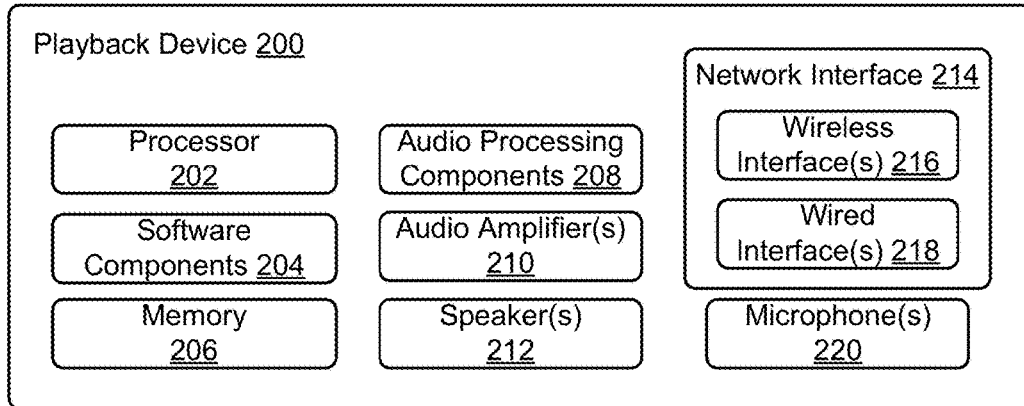 Playback Device 200
Processor
202
Software
Components 204
Memory
206
Audio Processing
Components 208
Audio Amplifier(s)
210
Speaker(s)
212
Network Interface 214
Wireless
Interface(s) 216
Wired
Interface(s) 218
Microphone(s)
220